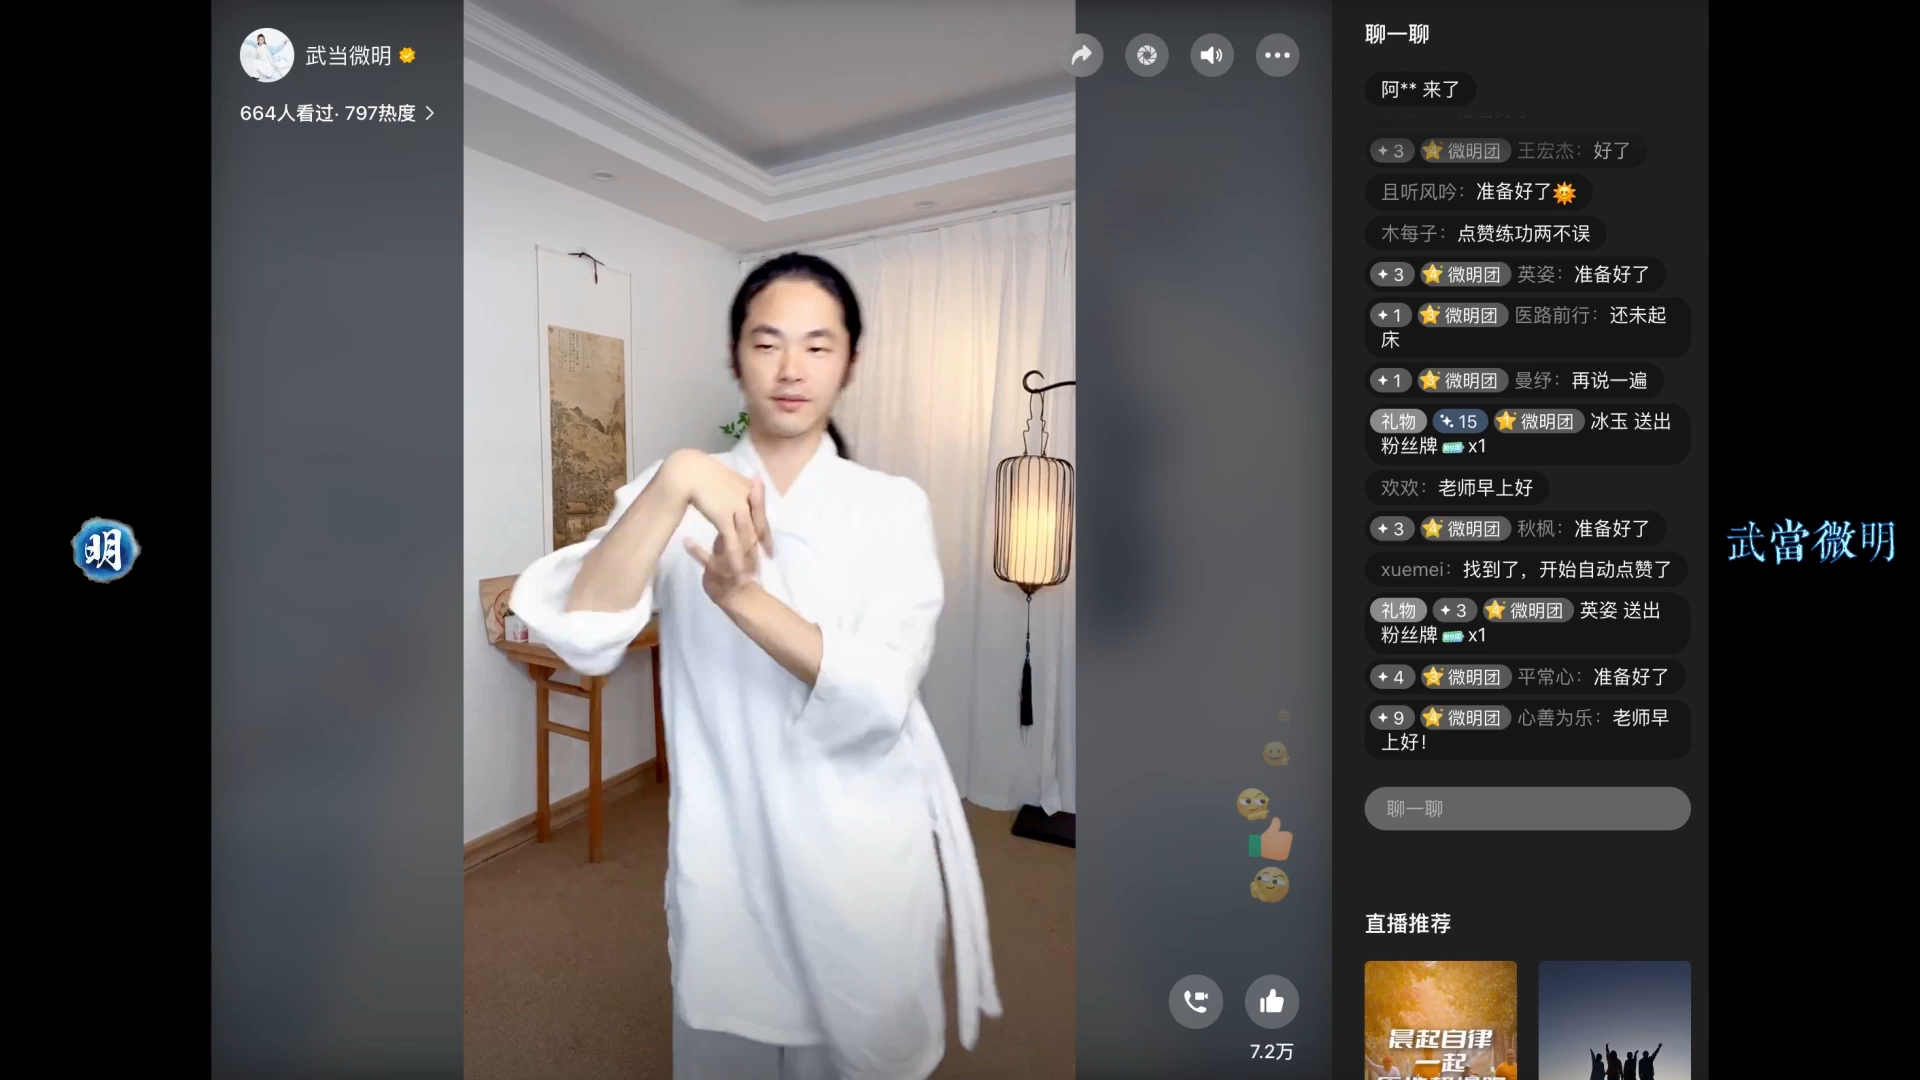 武当微明
664人看过· 797热度
聊一聊
阿** 来了
3 微明团 王宏杰：好了
且听风吟：准备好了
木每子：点赞练功两不误
3 微明团 英姿：准备好了
1 微明团 医路前行：还未起
床
1 微明团 曼纾：再说一遍
礼物 15 微明团 冰玉 送出
粉丝牌 x1
欢欢：老师早上好
3 微明团 秋枫：准备好了
xuemei：找到了，开始自动点赞了
礼物 3 微明团 英姿 送出
粉丝牌 x1
4 微明团 平常心：准备好了
9 微明团 心善为乐：老师早
上好！
聊一聊
直播推荐
晨起自律
一起
7.2万
明
武當微明